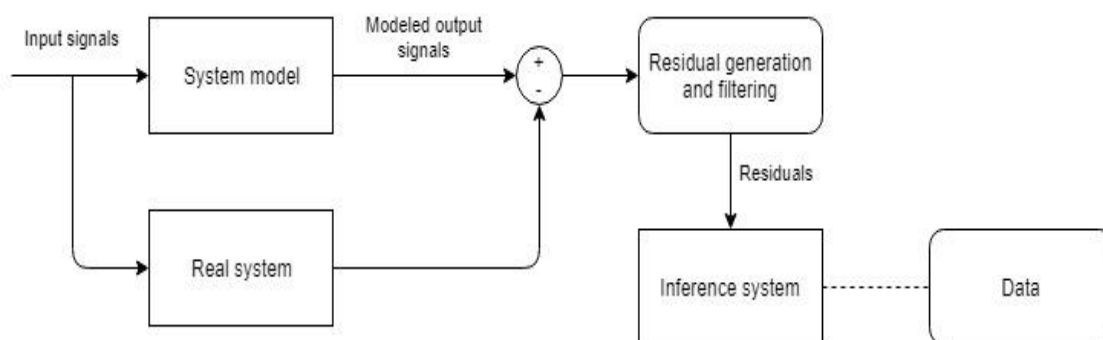 Input signals
System model
Modeled output
signals
+
-
Residual generation
and filtering
Residuals
Real system
Inference system
Data